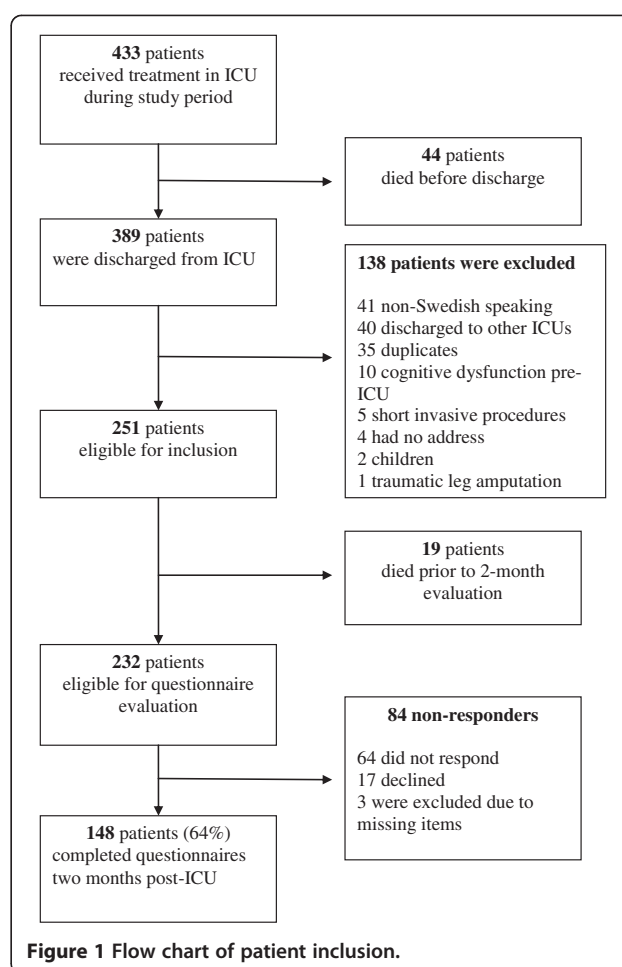 433 patients
received treatment in ICU
during study period
44 patients
died before discharge
389 patients
were discharged from ICU
138 patients were excluded
41 non-Swedish speaking
40 discharged to other ICUs
35 duplicates
10 cognitive dysfunction pre-
ICU
5 short invasive procedures
4 had no address
2 children
1 traumatic leg amputation
251 patients
eligible for inclusion
19 patients
died prior to 2-month
evaluation
232 patients
eligible for questionnaire
evaluation
84 non-responders
64 did not respond
17 declined
3 were excluded due to
missing items
148 patients (64%)
completed questionnaires
two months post-ICU
Figure 1 Flow chart of patient inclusion.